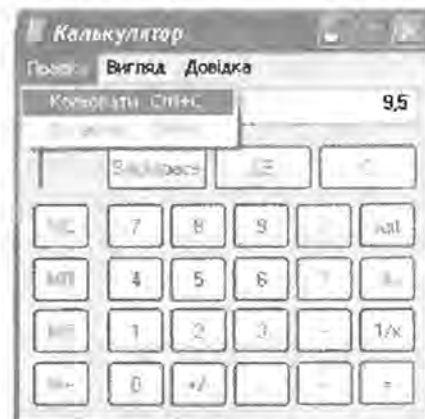 Калькулятор
Правка Вигляд Довідка
Копіювати Ctrl+C
9,5
Backspace CE C
MC 7 8 9 sqrt
MR 4 5 6
MS 1 2 3 - 1/x
M+ 0 +/- =